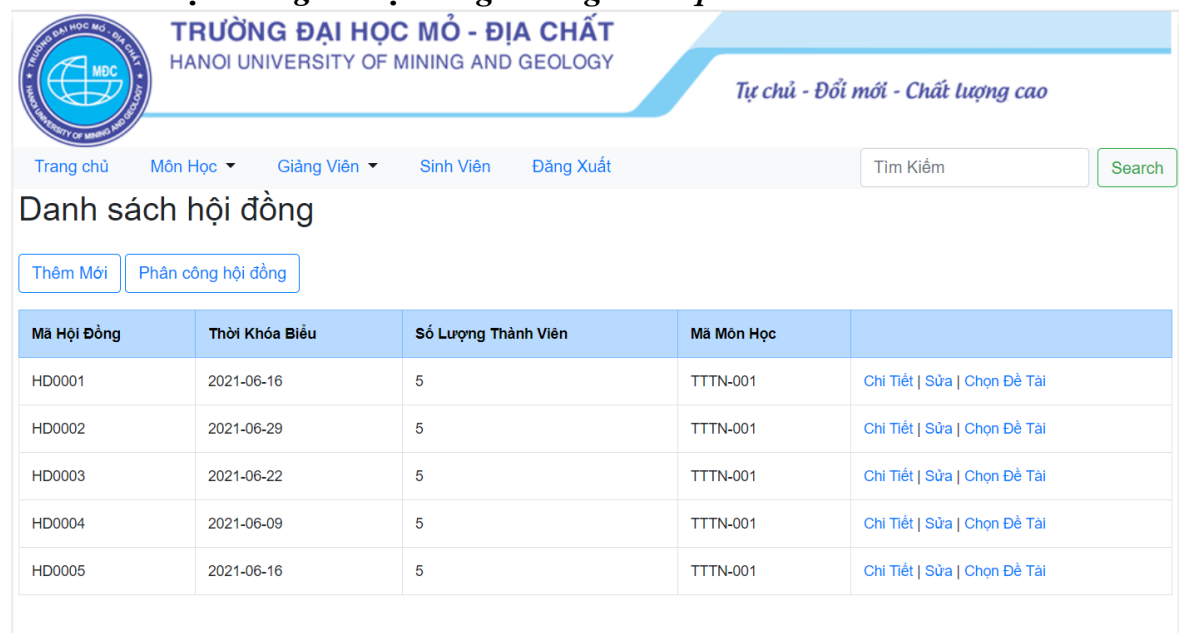 TRƯỜNG ĐẠI HỌC MỎ - ĐỊA CHẤT
HANOI UNIVERSITY OF MINING AND GEOLOGY
MĐC
Tự chủ - Đổi mới - Chất lượng cao
Trang chủ Môn Học Giảng Viên Sinh Viên Đăng Xuất Tìm Kiếm Search
Danh sách hội đồng
Thêm Mới Phân công hội đồng
Mã Hội Đồng Thời Khóa Biểu Số Lượng Thành Viên Mã Môn Học
HD0001 2021-06-16 5 TTTN-001 Chi Tiết | Sửa | Chọn Đề Tài
HD0002 2021-06-29 5 TTTN-001 Chi Tiết | Sửa | Chọn Đề Tài
HD0003 2021-06-22 5 TTTN-001 Chi Tiết | Sửa | Chọn Đề Tài
HD0004 2021-06-09 5 TTTN-001 Chi Tiết | Sửa | Chọn Đề Tài
HD0005 2021-06-16 5 TTTN-001 Chi Tiết | Sửa | Chọn Đề Tài